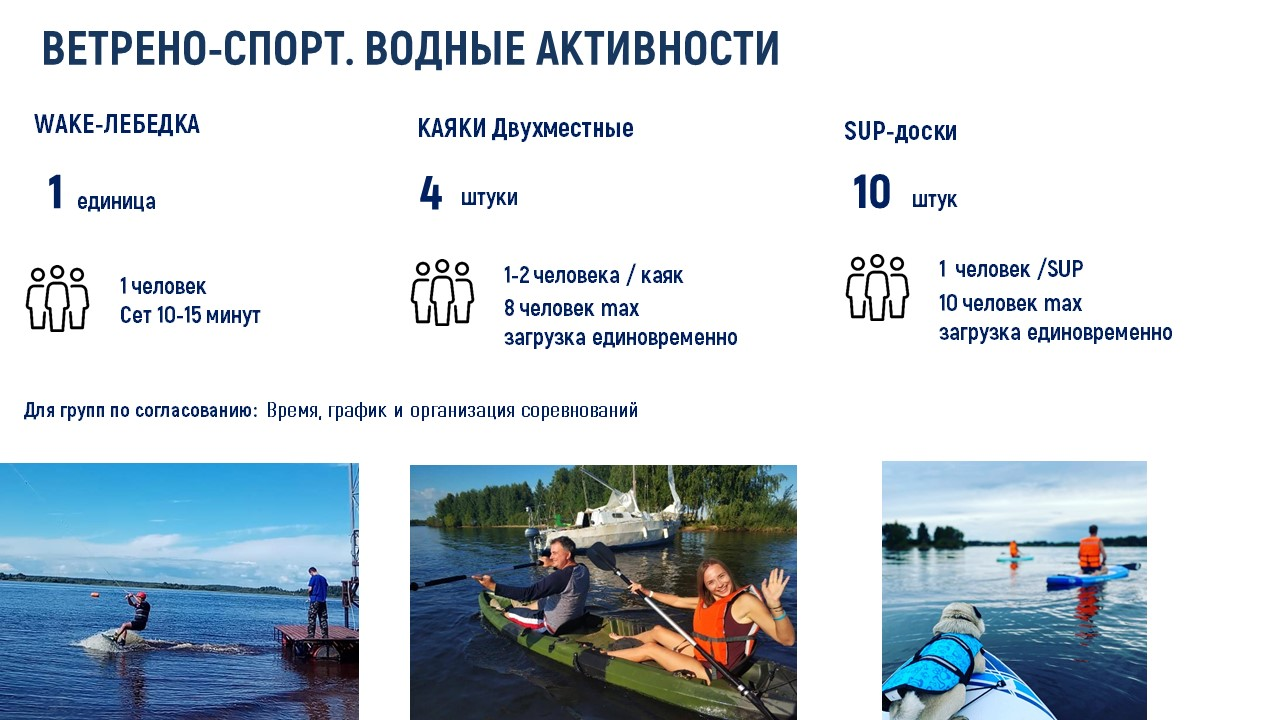 ВЕТРЕНО-СПОРТ. ВОДНЫЕ АКТИВНОСТИ
WAKE-ЛЕБЕДКА
1 единица
1 человек
Сет 10-15 минут
КАЯКИ Двухместные
4 штуки
1-2 человека / каяк
8 человек max
загрузка единовременно
SUP-доски
10 штук
1 человек /SUP
10 человек max
загрузка единовременно
Для групп по согласованию: Время, график и организация соревнований